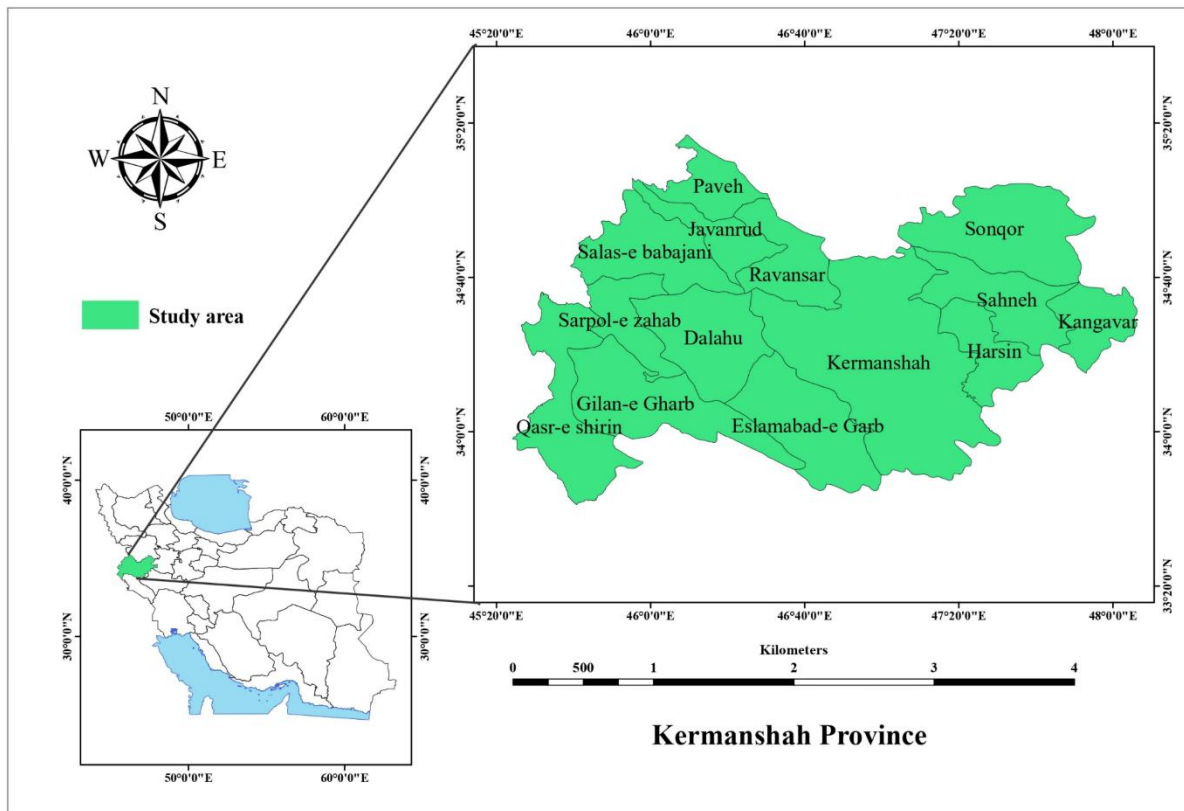 45°20'0"E 46°0'0"E 46°40'0"E 47°20'0"E 48°0'0"E
N
W E
S
Study area
35°20'0"N
34°40'0"N
34°0'0"N
33°20'0"N
35°20'0"N
34°40'0"N
34°0'0"N
33°20'0"N
Paveh
Javanrud
Salas-e babajani
Ravansar
Sonqor
Sahneh
Kangavar
Sarpol-e zahab
Dalahu
Harsin
Kermanshah
Gilan-e Gharb
Qasr-e shirin
Eslamabad-e Garb
45°20'0"E 46°0'0"E 46°40'0"E 47°20'0"E 48°0'0"E
50°0'0"E 60°0'0"E
40°0'0"N
30°0'0"N
40°0'0"N
30°0'0"N
50°0'0"E 60°0'0"E
Kilometers
0 500 1 2 3 4
Kermanshah Province